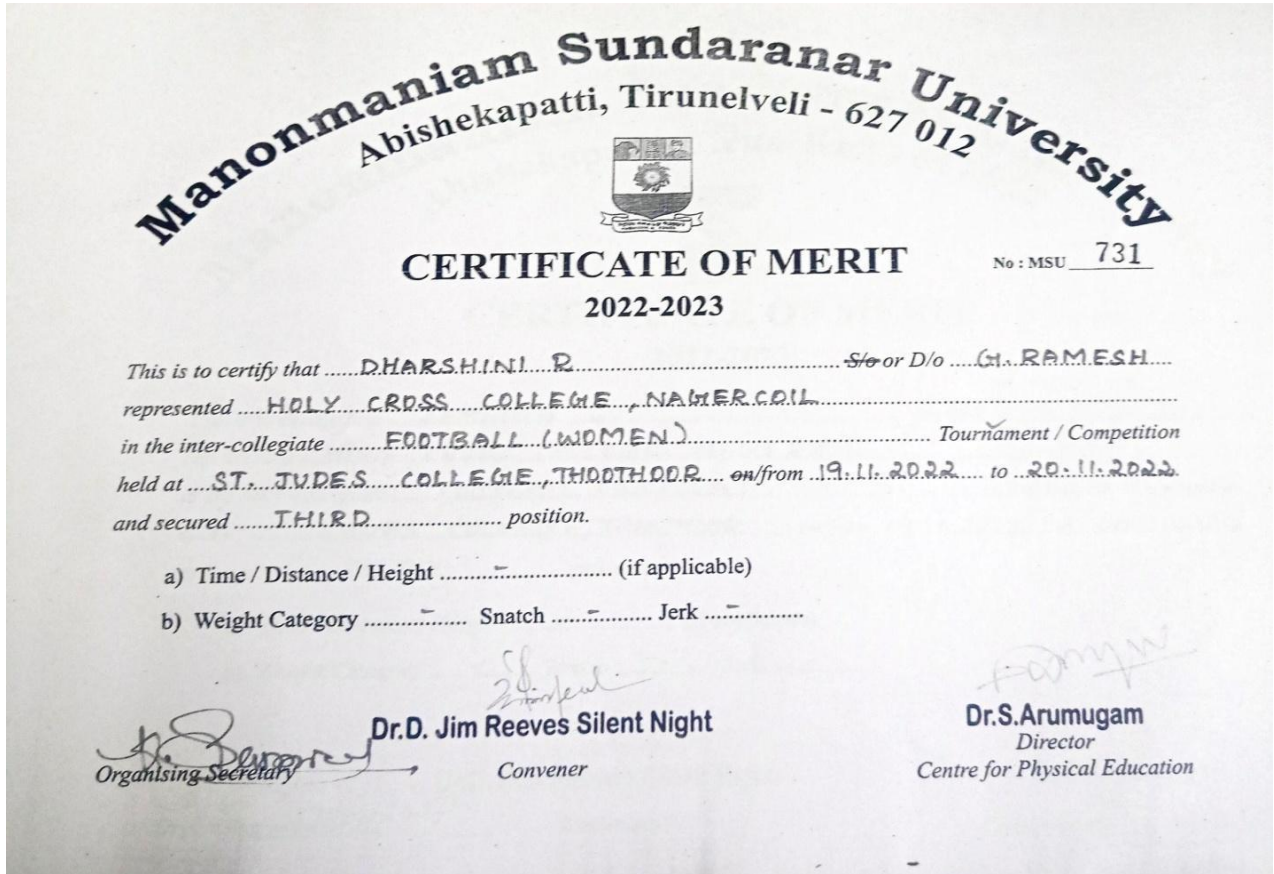 Manonmaniam Sundaranar University
Abishekapatti, Tirunelveli - 627 012
CERTIFICATE OF MERIT
No : MSU 731
2022-2023
This is to certify that ......DHARSHINI R...... S/o or D/o ....G. RAMESH....
represented .....HOLY CROSS COLLEGE, NAGERCOIL.....
in the inter-collegiate .......FOOTBALL (WOMEN)....... Tournament / Competition
held at ....ST. JUDES COLLEGE, THOOTHOOR.... on/from .19.11.2022.... to ..20.11.2022.
and secured ......THIRD...... position.
a) Time / Distance / Height ..........-.......... (if applicable)
b) Weight Category ..........-...... Snatch .......-......... Jerk ....-...........
Dr.D. Jim Reeves Silent Night
Dr.S.Arumugam
Organising Secretary
Convener
Director
Centre for Physical Education